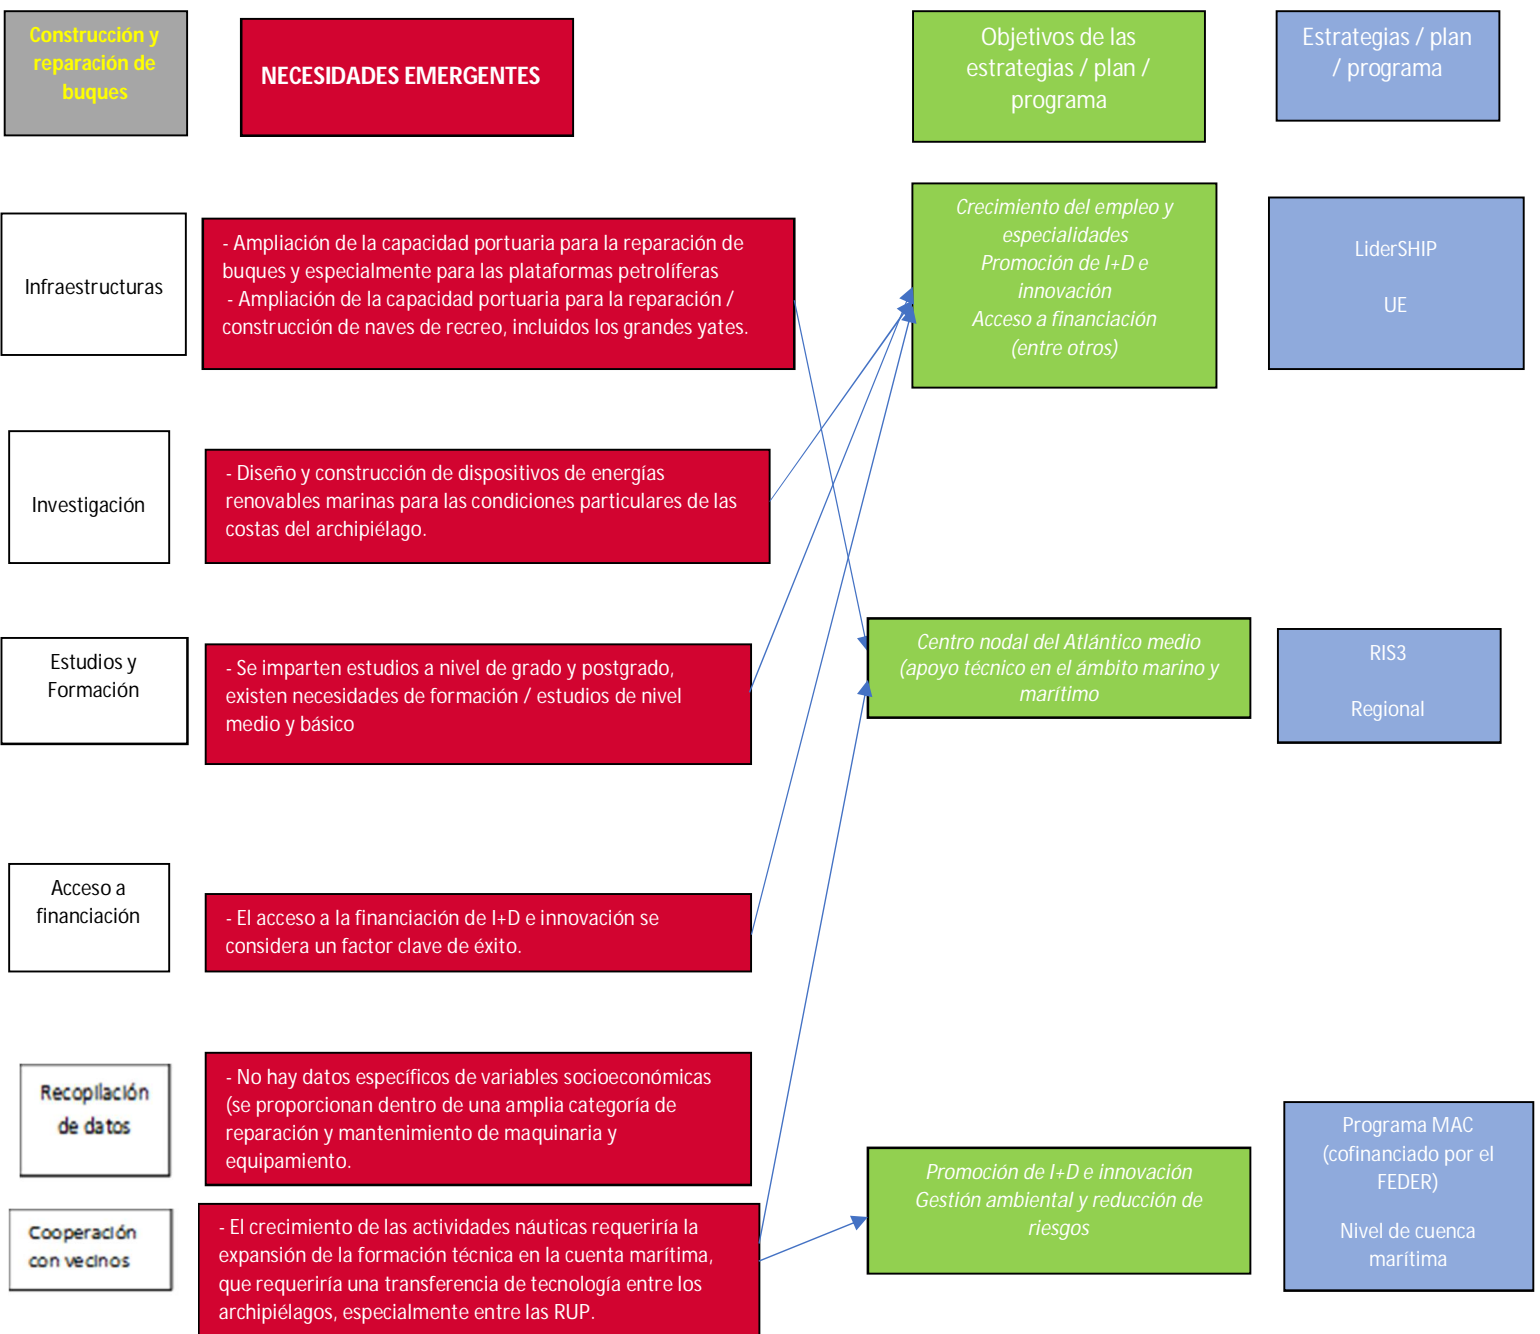 Construcción y
reparación de
buques
NECESIDADES EMERGENTES
Objetivos de las
estrategias / plan /
programa
Estrategias / plan
/ programa
Infraestructuras
- Ampliación de la capacidad portuaria para la reparación de
buques y especialmente para las plataformas petrolíferas
- Ampliación de la capacidad portuaria para la reparación /
construcción de naves de recreo, incluidos los grandes yates.
Crecimiento del empleo y
especialidades
Promoción de I+D e
innovación
Acceso a financiación
(entre otros)
LiderSHIP
UE
Investigación
- Diseño y construcción de dispositivos de energías
renovables marinas para las condiciones particulares de las
costas del archipiélago.
Estudios y
Formación
- Se imparten estudios a nivel de grado y postgrado,
existen necesidades de formación / estudios de nivel
medio y básico
Centro nodal del Atlántico medio
(apoyo técnico en el ámbito marino y
marítimo
RIS3
Regional
Acceso a
financiación
- El acceso a la financiación de I+D e innovación se
considera un factor clave de éxito.
Recopilación
de datos
- No hay datos específicos de variables socioeconómicas
(se proporcionan dentro de una amplia categoría de
reparación y mantenimiento de maquinaria y
equipamiento.
Promoción de I+D e innovación
Gestión ambiental y reducción de
riesgos
Programa MAC
(cofinanciado por el
FEDER)
Nivel de cuenca
marítima
Cooperación
con vecinos
- El crecimiento de las actividades náuticas requeriría la
expansión de la formación técnica en la cuenta marítima,
que requeriría una transferencia de tecnología entre los
archipiélagos, especialmente entre las RUP.